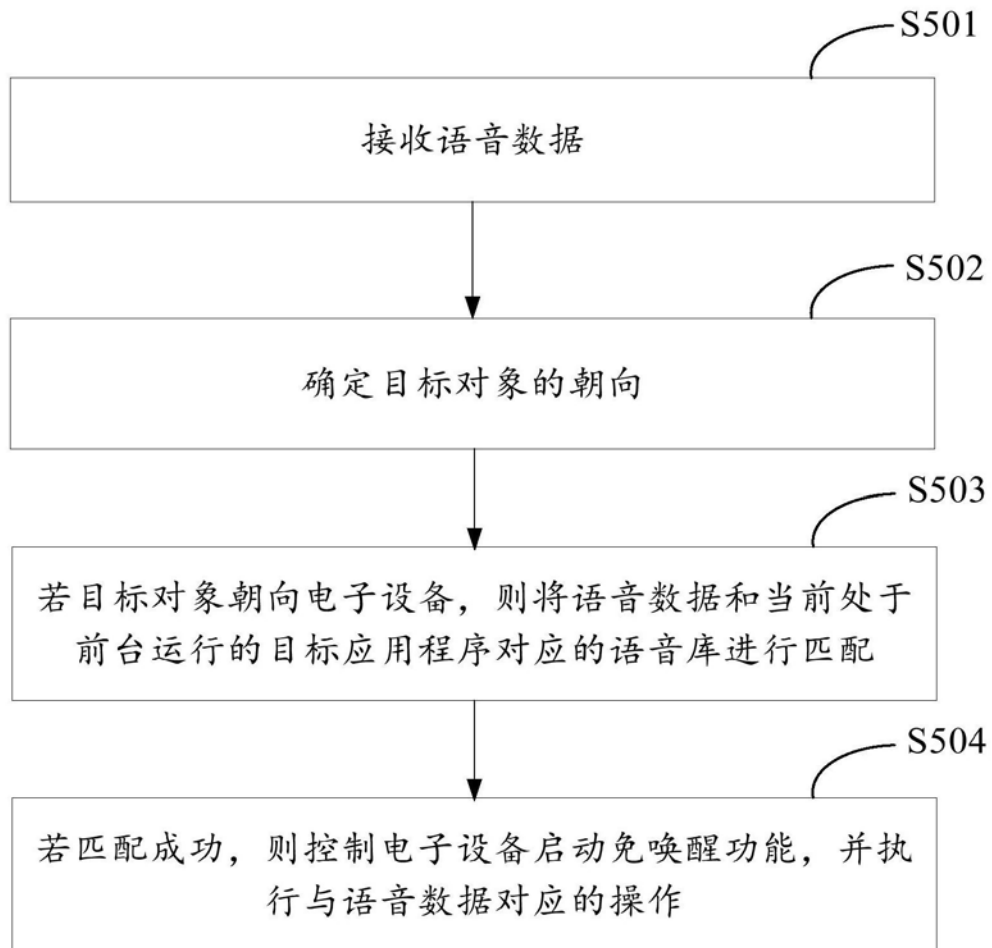 S501
接收语音数据
S502
确定目标对象的朝向
S503
若目标对象朝向电子设备，则将语音数据和当前处于
前台运行的目标应用程序对应的语音库进行匹配
S504
若匹配成功，则控制电子设备启动免唤醒功能，并执
行与语音数据对应的操作